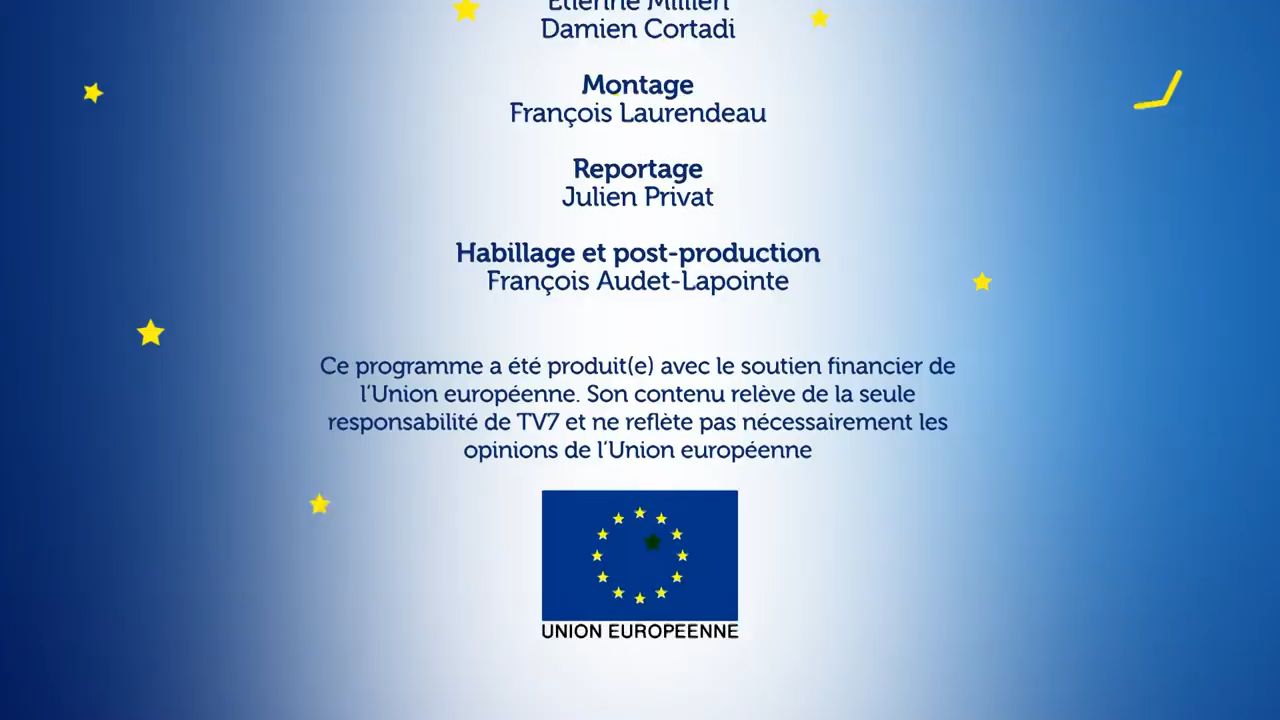 Etienne Millien
Damien Cortadi
Montage
François Laurendeau
Reportage
Julien Privat
Habillage et post-production
François Audet-Lapointe
Ce programme a été produit(e) avec le soutien financier de
l'Union européenne. Son contenu relève de la seule
responsabilité de TV7 et ne reflète pas nécessairement les
opinions de l'Union européenne
UNION EUROPEENNE